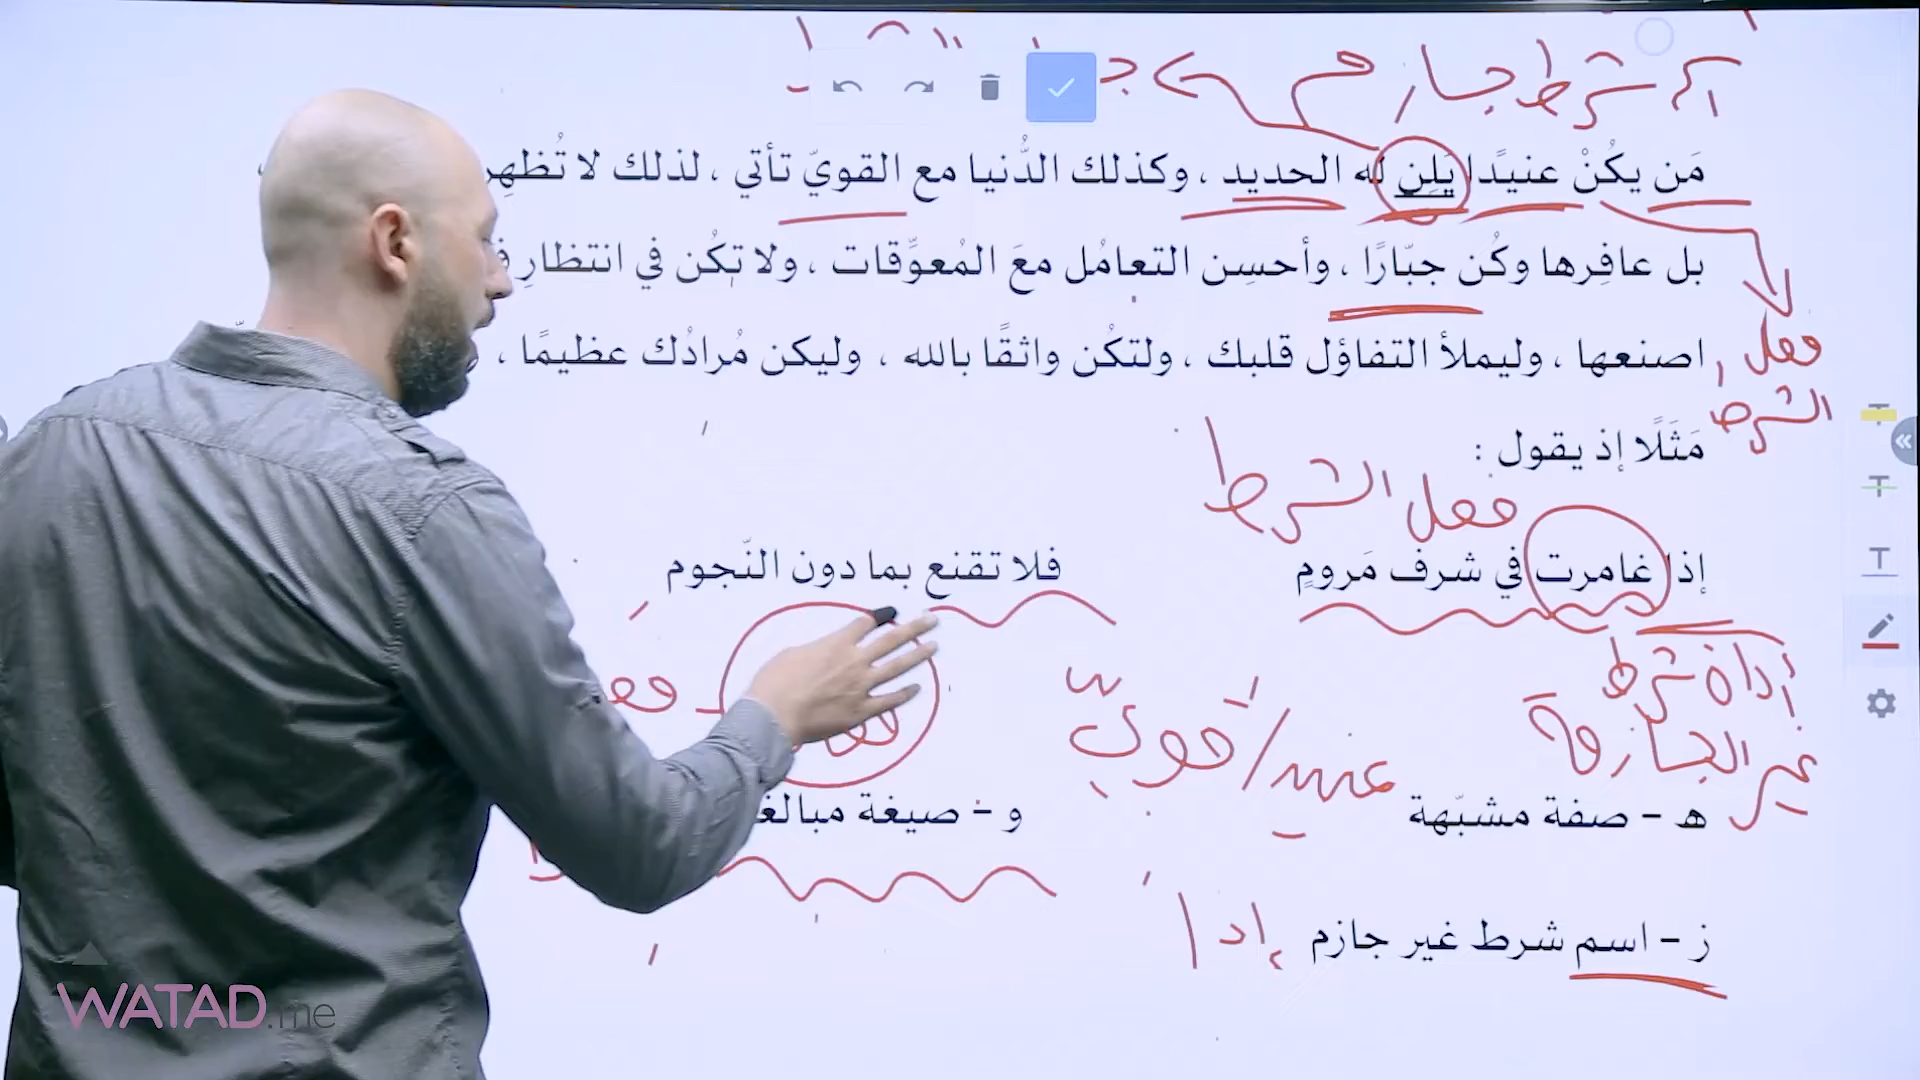 اسم شرط جازم
مَن يكُنْ عنيدًا يَلِن له الحديد ، وكذلك الدُّنيا مع القويّ تأتي ، لذلك لا تُظهِر
بل عافِرها وكُن جبّارًا ، وأحسِن التعامُل معَ المُعوِّقات ، ولا تكُن في انتظارِ
فعل
اصنعها ، وليملأ التفاؤل قلبك ، ولتكُن واثقًا بالله ، وليكن مُرادُك عظيمًا ،
الشرط
مَثَلًا إذ يقول :
فعل الشرط
إذا غامرت في شرف مَرومٍ فلا تقنع بما دون النّجوم
أداة شرط
غير الجازمة
عنيد / قويّ
هـ - صفة مشبّهة و - صيغة
ز - اسم شرط غير جازم إذا
WATAD.me